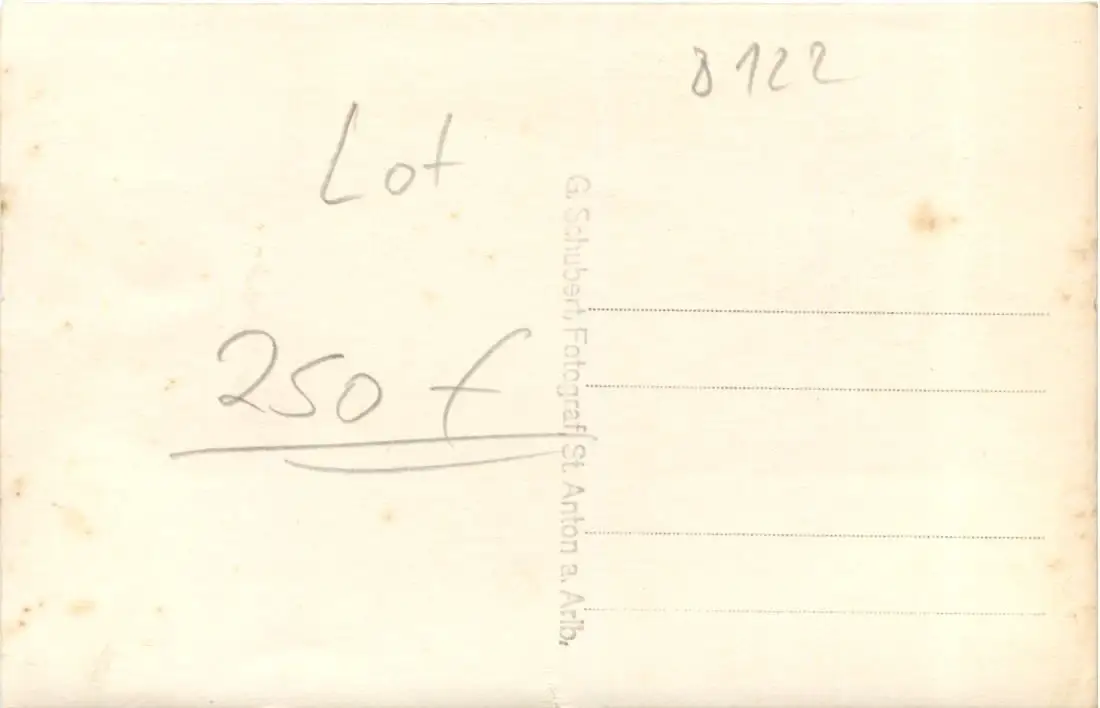 8122
Lot
250 f
G. Schubert, Fotograf, St. Anton a. Arlb,